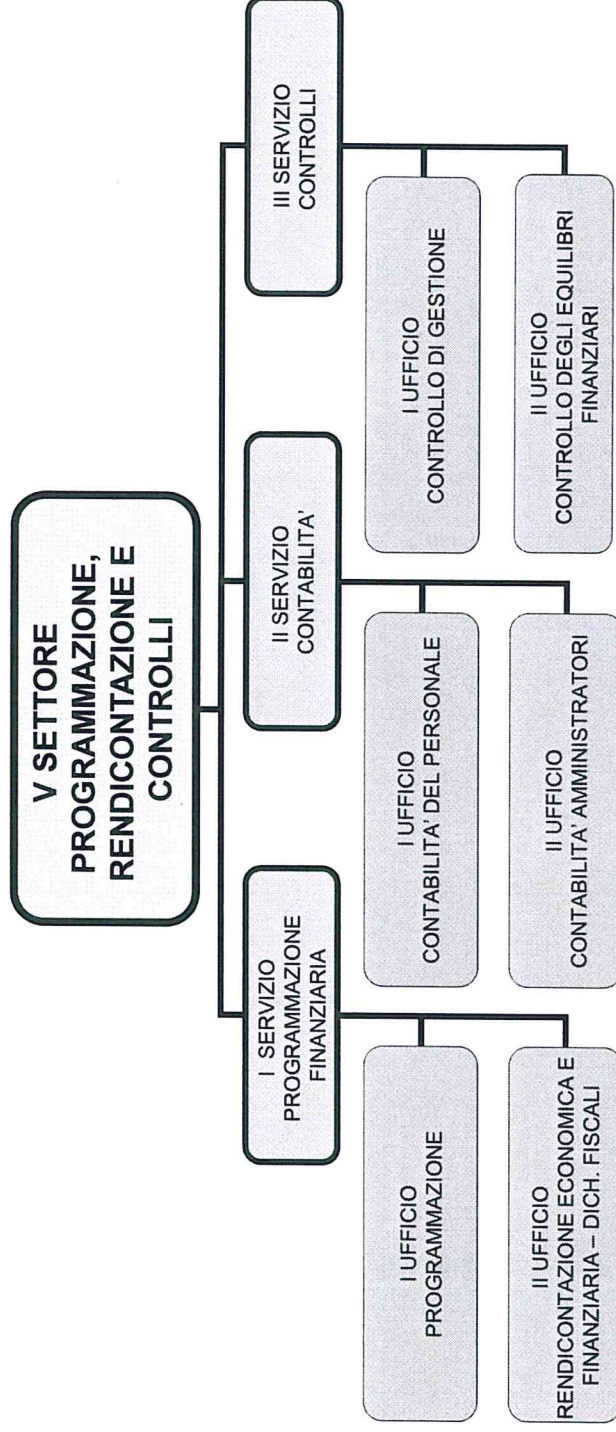 V SETTORE
PROGRAMMAZIONE,
RENDICONTAZIONE E
CONTROLLI
I SERVIZIO
PROGRAMMAZIONE
FINANZIARIA
I UFFICIO
PROGRAMMAZIONE
II UFFICIO
RENDICONTAZIONE ECONOMICA E
FINANZIARIA – DICH. FISCALI
II SERVIZIO
CONTABILITA'
I UFFICIO
CONTABILITA' DEL PERSONALE
II UFFICIO
CONTABILITA' AMMINISTRATORI
III SERVIZIO
CONTROLLI
I UFFICIO
CONTROLLO DI GESTIONE
II UFFICIO
CONTROLLO DEGLI EQUILIBRI
FINANZIARI